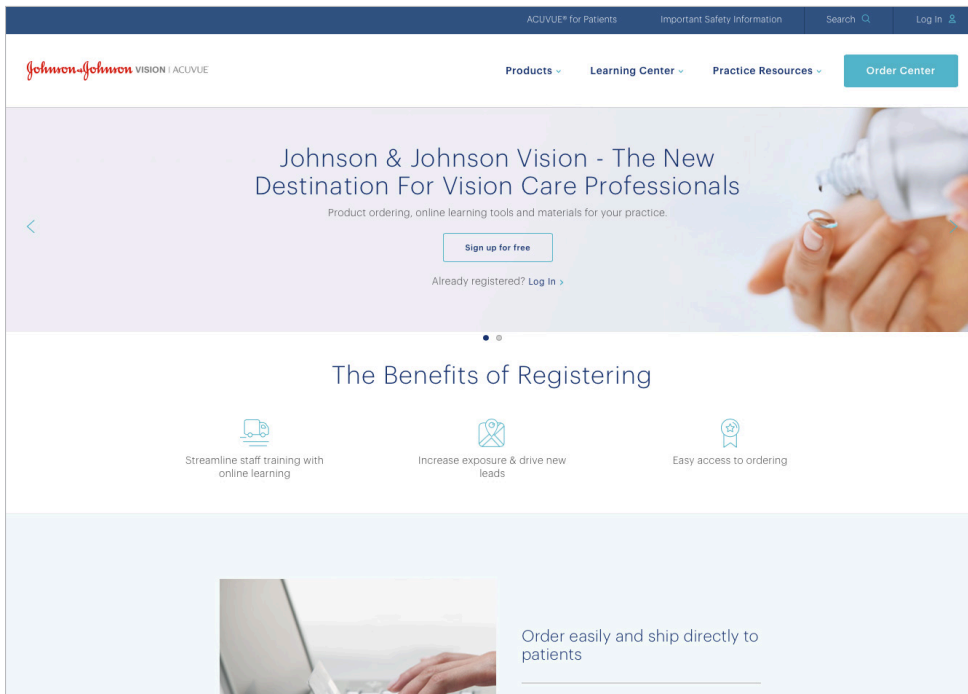 ACUVUE® for Patients Important Safety Information Search Log In
Johnson & Johnson VISION | ACUVUE
Products Learning Center Practice Resources Order Center
Johnson & Johnson Vision - The New
Destination For Vision Care Professionals
Product ordering, online learning tools and materials for your practice.
Sign up for free
Already registered? Log In
The Benefits of Registering
Streamline staff training with
online learning
Increase exposure & drive new
leads
Easy access to ordering
Order easily and ship directly to
patients